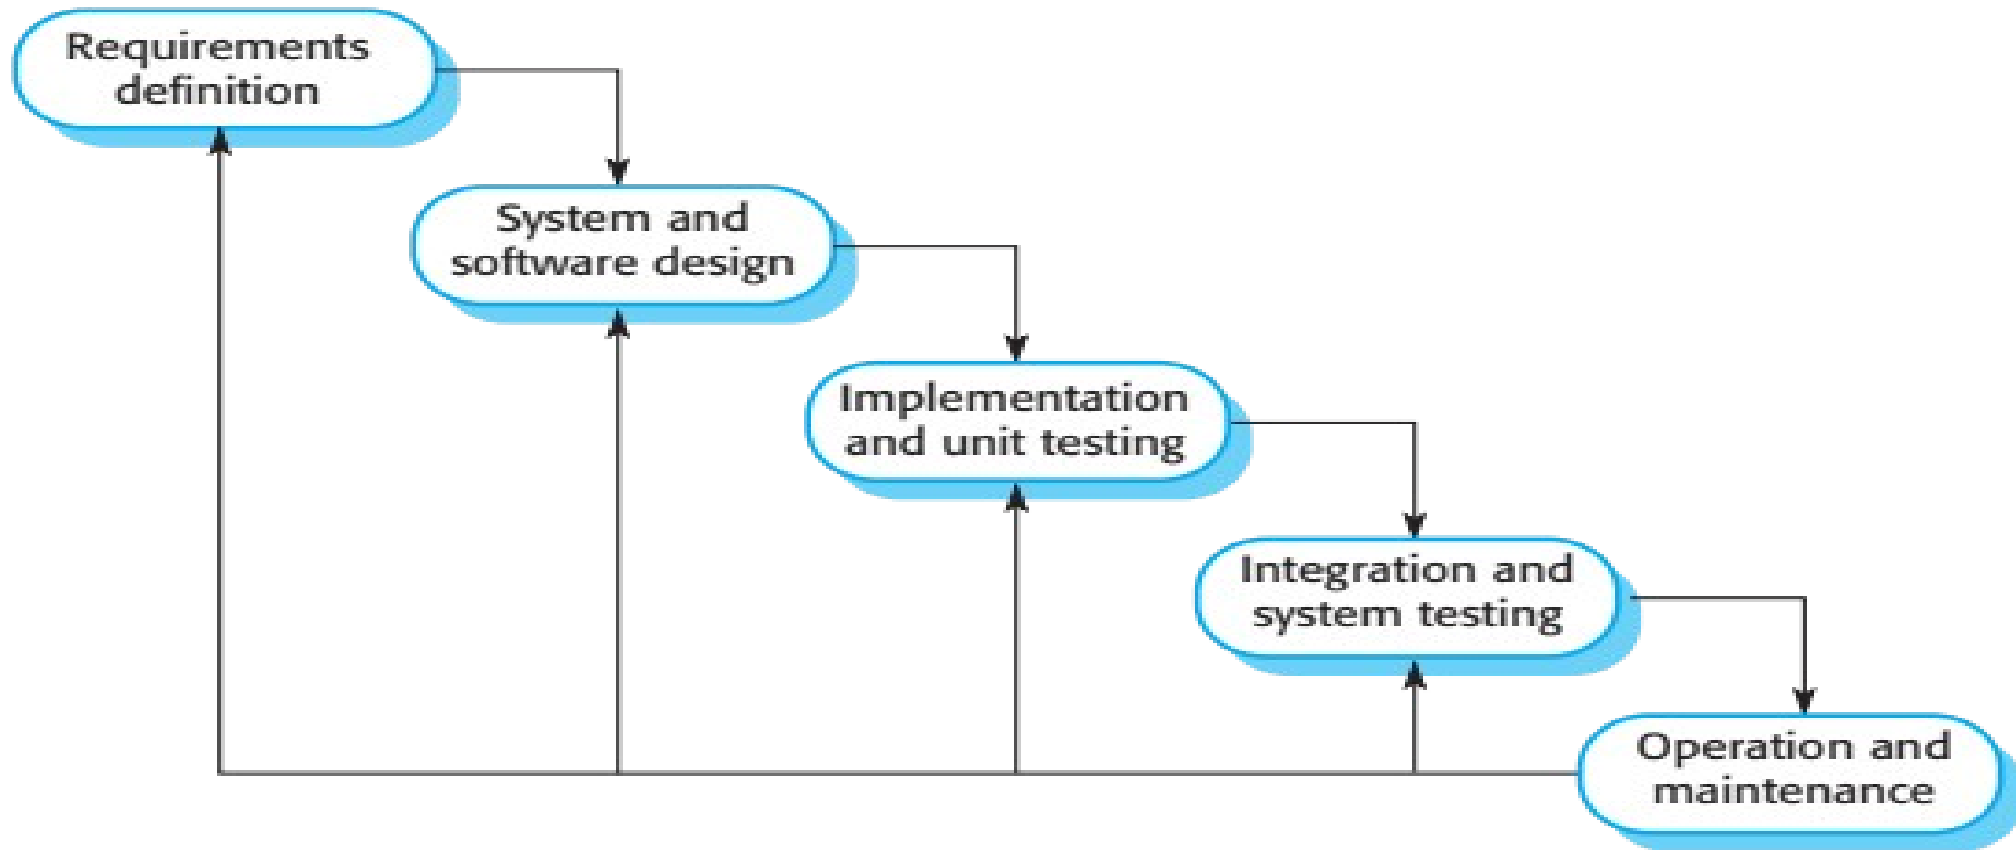 Requirements
definition
System and
software design
Implementation
and unit testing
Integration and
system testing
Operation and
maintenance